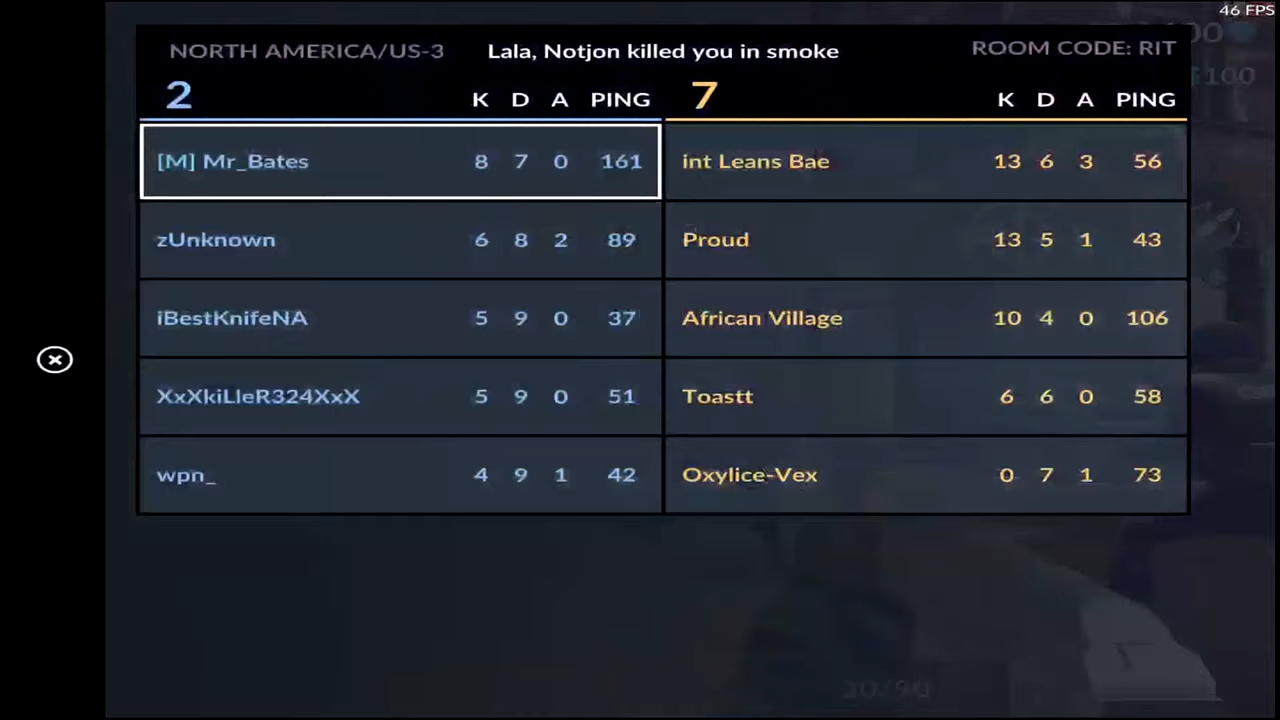 46 FPS
NORTH AMERICA/US-3 Lala, Notjon killed you in smoke ROOM CODE: RIT
2 K D A PING 7 K D A PING
[M] Mr_Bates 8 7 0 161 int Leans Bae 13 6 3 56
zUnknown 6 8 2 89 Proud 13 5 1 43
iBestKnifeNA 5 9 0 37 African Village 10 4 0 106
XxXkiLleR324XxX 5 9 0 51 Toastt 6 6 0 58
wpn_ 4 9 1 42 Oxylice-Vex 0 7 1 73